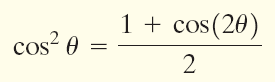 cos² θ = (1 + cos(2θ)) / 2